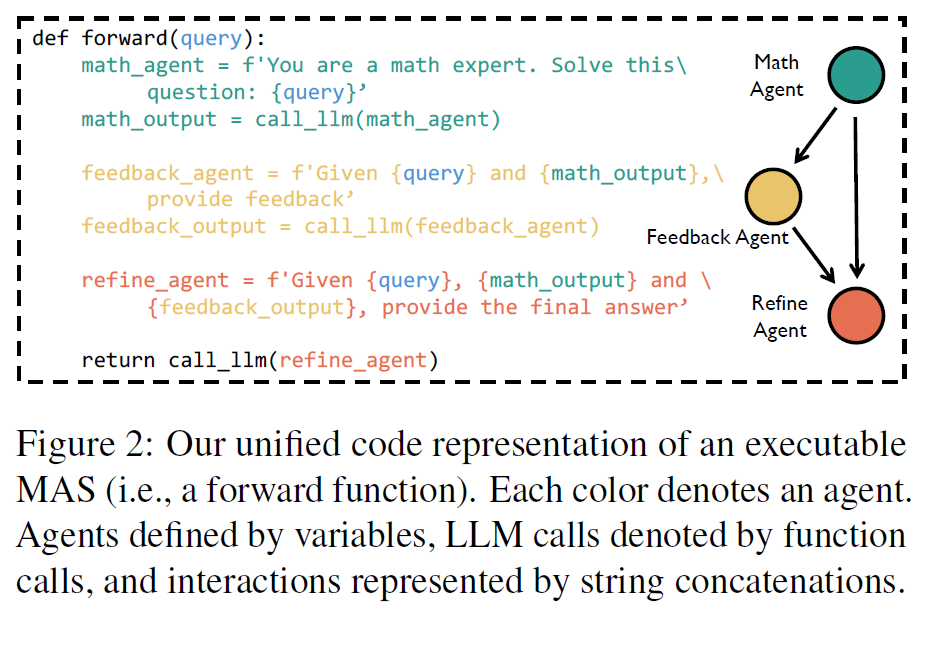 def forward(query):
math_agent = f'You are a math expert. Solve this\
question: {query}’
math_output = call_llm(math_agent)
feedback_agent = f'Given {query} and {math_output},\
provide feedback’
feedback_output = call_llm(feedback_agent)
refine_agent = f'Given {query}, {math_output} and \
{feedback_output}, provide the final answer’
return call_llm(refine_agent)
Math
Agent
Feedback Agent
Refine
Agent
Figure 2: Our unified code representation of an executable
MAS (i.e., a forward function). Each color denotes an agent.
Agents defined by variables, LLM calls denoted by function
calls, and interactions represented by string concatenations.